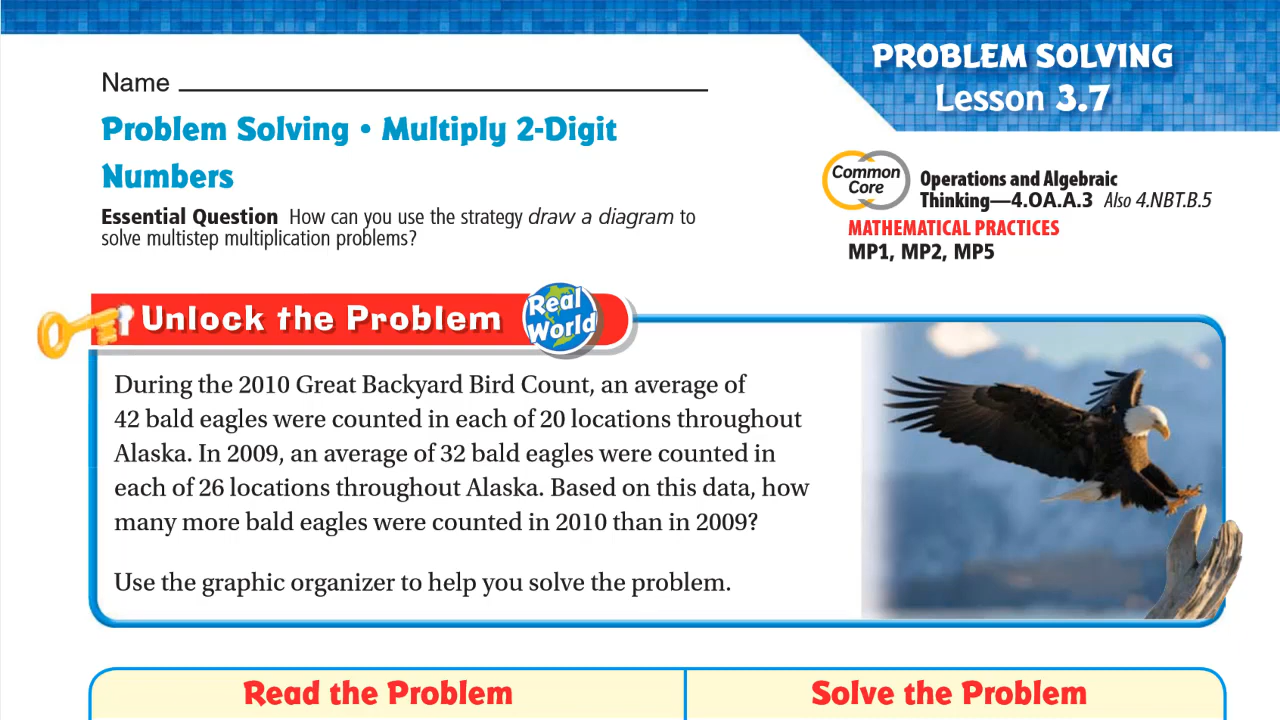 PROBLEM SOLVING
Lesson 3.7
Name
Problem Solving • Multiply 2-Digit
Numbers
Essential Question How can you use the strategy draw a diagram to
solve multistep multiplication problems?
Common
Core
Operations and Algebraic
Thinking—4.OA.A.3 Also 4.NBT.B.5
MATHEMATICAL PRACTICES
MP1, MP2, MP5
Unlock the Problem
Real
World
During the 2010 Great Backyard Bird Count, an average of
42 bald eagles were counted in each of 20 locations throughout
Alaska. In 2009, an average of 32 bald eagles were counted in
each of 26 locations throughout Alaska. Based on this data, how
many more bald eagles were counted in 2010 than in 2009?
Use the graphic organizer to help you solve the problem.
Read the Problem
Solve the Problem